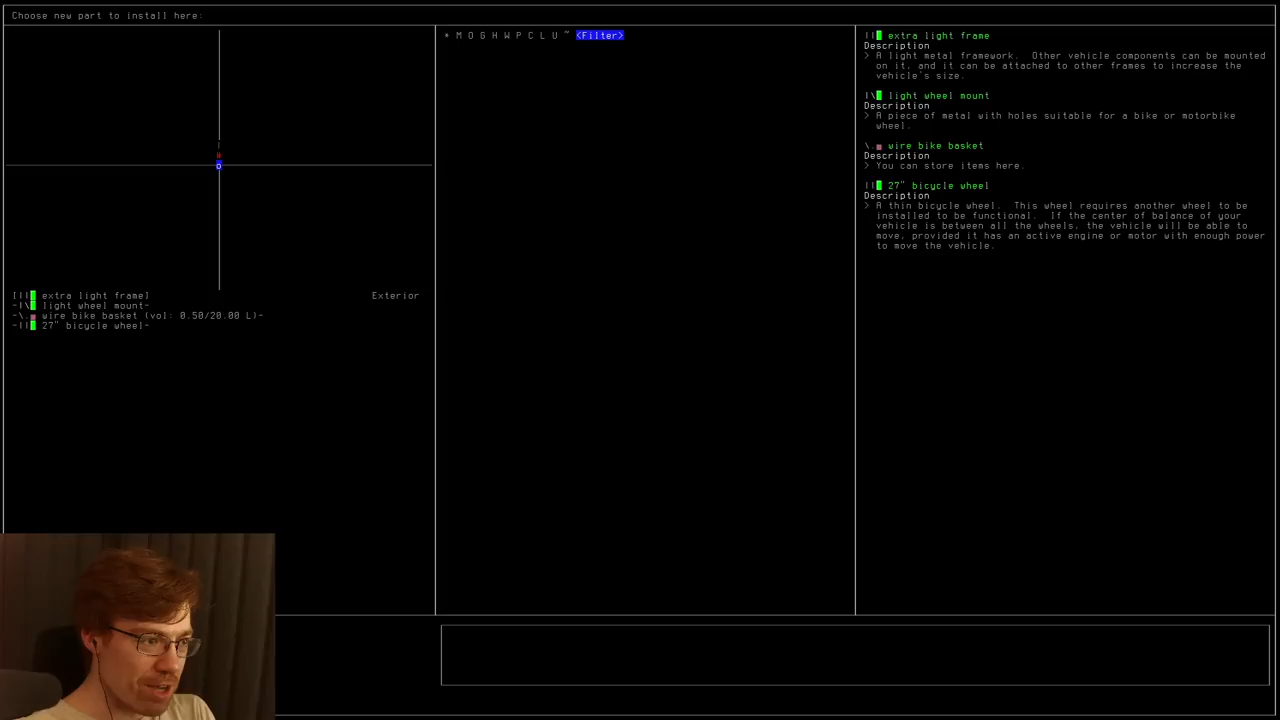 Choose new part to install here:
* M O G H W P C L U ~ <Filter>
|| extra light frame
Description
> A light metal framework.  Other vehicle components can be mounted
on it, and it can be attached to other frames to increase the
vehicle's size.
|\ light wheel mount
Description
> A piece of metal with holes suitable for a bike or motorbike
wheel.
\. wire bike basket
Description
> You can store items here.
|| 27" bicycle wheel
Description
> A thin bicycle wheel.  This wheel requires another wheel to be
installed to be functional.  If the center of balance of your
vehicle is between all the wheels, the vehicle will be able to
move, provided it has an active engine or motor with enough power
to move the vehicle.
[|| extra light frame] Exterior
-|\ light wheel mount-
-\. wire bike basket (vol: 0.50/20.00 L)-
-|| 27" bicycle wheel-